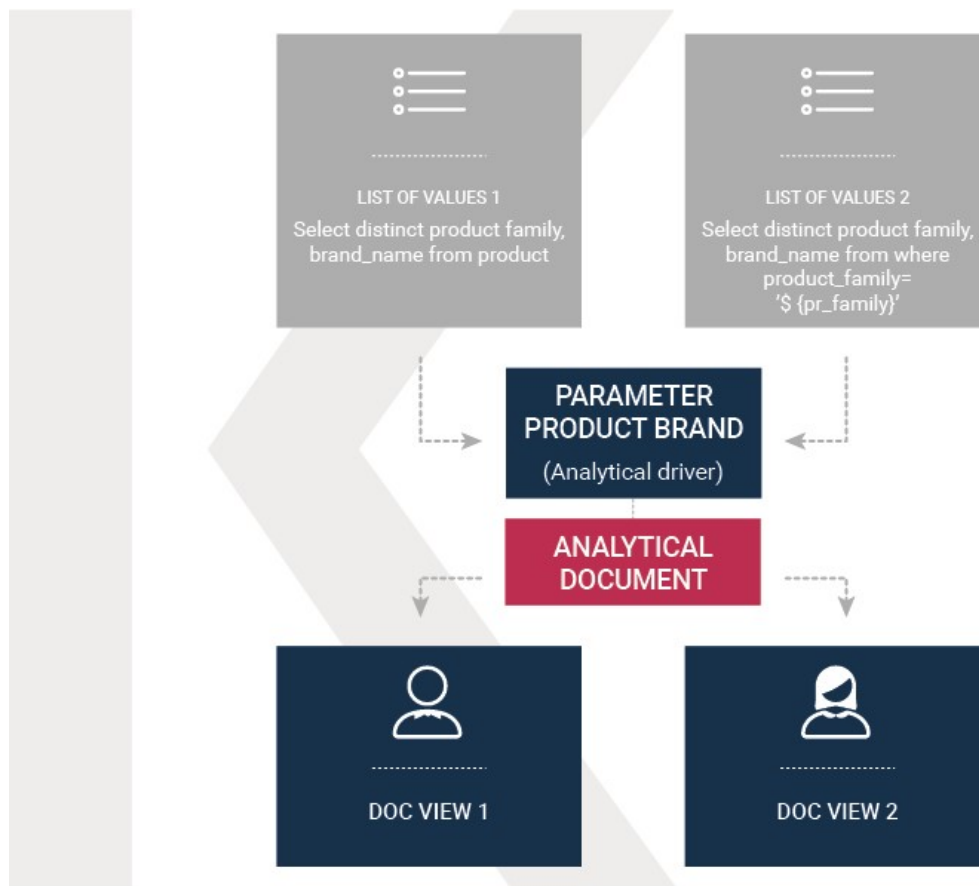 LIST OF VALUES 1
Select distinct product family,
brand_name from product
LIST OF VALUES 2
Select distinct product family,
brand_name from where
product_family=
'$ {pr_family}'
PARAMETER
PRODUCT BRAND
(Analytical driver)
ANALYTICAL
DOCUMENT
DOC VIEW 1
DOC VIEW 2